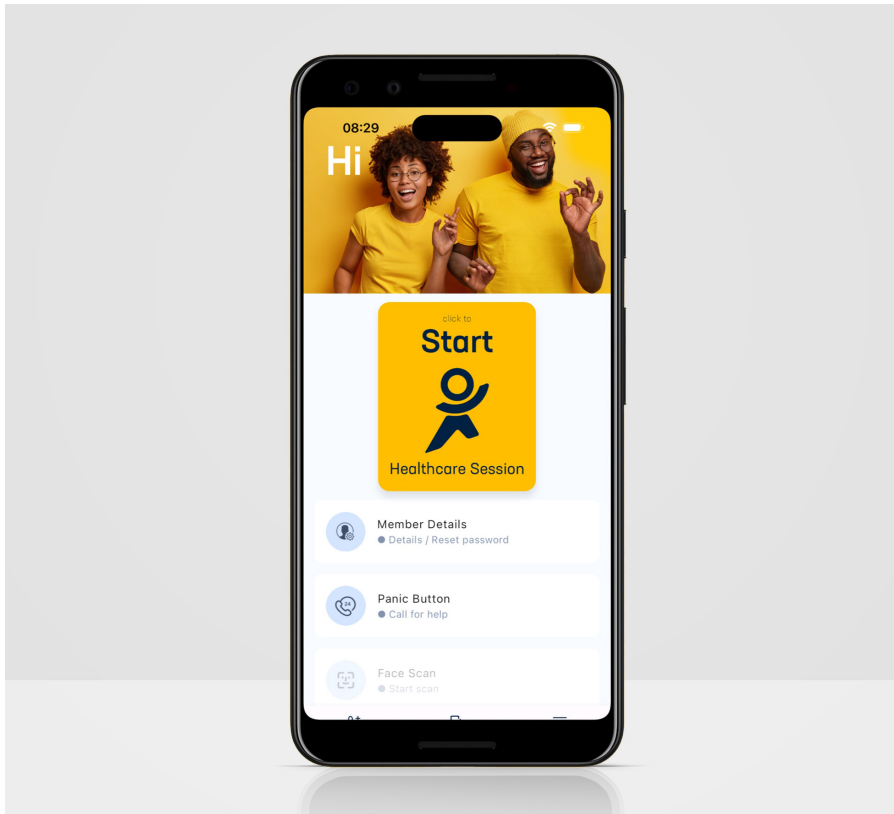 08:29
Hi
click to
Start
Healthcare Session
Member Details
Details / Reset password
24
Panic Button
Call for help
Face Scan
Start scan